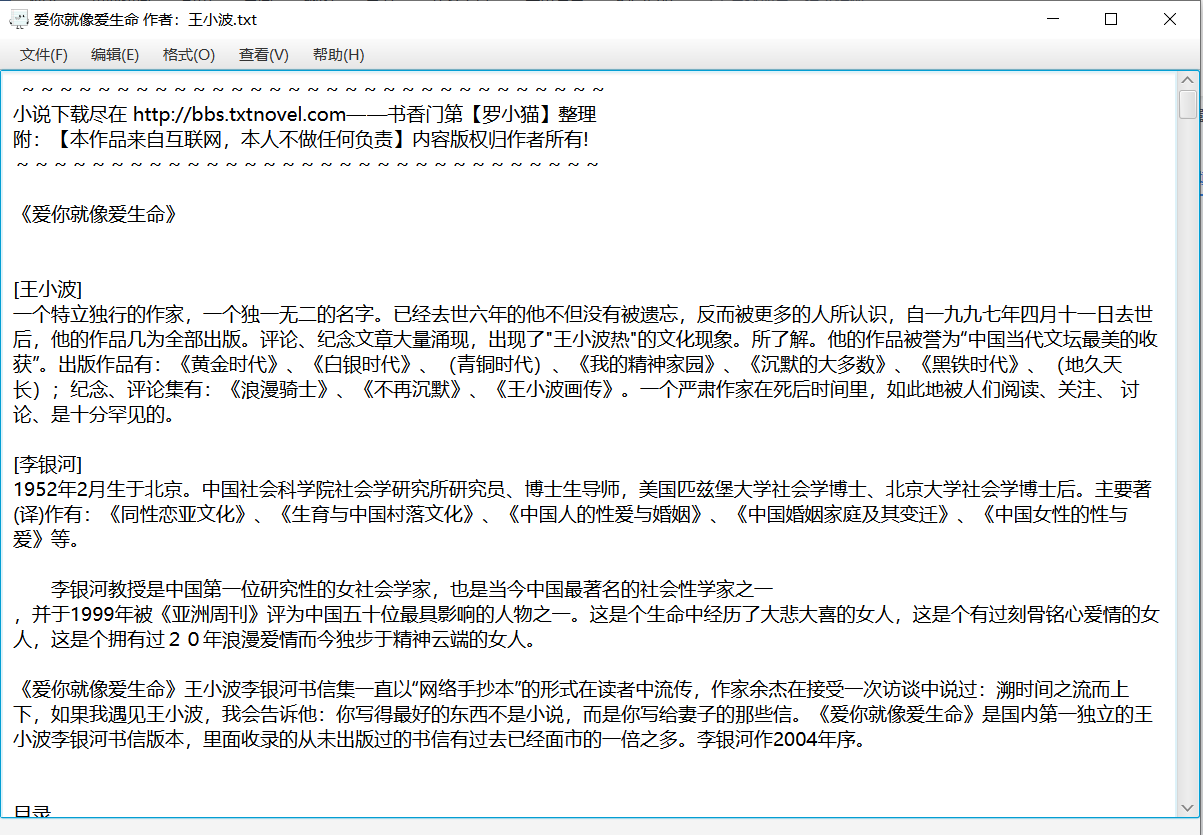 爱你就像爱生命 作者：王小波.txt
文件(F) 编辑(E) 格式(O) 查看(V) 帮助(H)
～～～～～～～～～～～～～～～～～～～～～～～～～～～～～～～
小说下载尽在 http://bbs.txtnovel.com——书香门第【罗小猫】整理
附：【本作品来自互联网，本人不做任何负责】内容版权归作者所有!
～～～～～～～～～～～～～～～～～～～～～～～～～～～～～～～
《爱你就像爱生命》
[王小波]
一个特立独行的作家，一个独一无二的名字。已经去世六年的他不但没有被遗忘，反而被更多的人所认识，自一九九七年四月十一日去世
后，他的作品几为全部出版。评论、纪念文章大量涌现，出现了"王小波热"的文化现象。所了解。他的作品被誉为“中国当代文坛最美的收
获”。出版作品有：《黄金时代》、《白银时代》、（青铜时代）、《我的精神家园》、《沉默的大多数》、《黑铁时代》、（地久天
长）；纪念、评论集有：《浪漫骑士》、《不再沉默》、《王小波画传》。一个严肃作家在死后时间里，如此地被人们阅读、关注、 讨
论、是十分罕见的。
[李银河]
1952年2月生于北京。中国社会科学院社会学研究所研究员、博士生导师，美国匹兹堡大学社会学博士、北京大学社会学博士后。主要著
(译)作有：《同性恋亚文化》、《生育与中国村落文化》、《中国人的性爱与婚姻》、《中国婚姻家庭及其变迁》、《中国女性的性与
爱》等。
李银河教授是中国第一位研究性的女社会学家，也是当今中国最著名的社会性学家之一
，并于1999年被《亚洲周刊》评为中国五十位最具影响的人物之一。这是个生命中经历了大悲大喜的女人，这是个有过刻骨铭心爱情的女
人，这是个拥有过２０年浪漫爱情而今独步于精神云端的女人。
《爱你就像爱生命》王小波李银河书信集一直以“网络手抄本”的形式在读者中流传，作家余杰在接受一次访谈中说过：溯时间之流而上
下，如果我遇见王小波，我会告诉他：你写得最好的东西不是小说，而是你写给妻子的那些信。《爱你就像爱生命》是国内第一独立的王
小波李银河书信版本，里面收录的从未出版过的书信有过去已经面市的一倍之多。李银河作2004年序。
目录